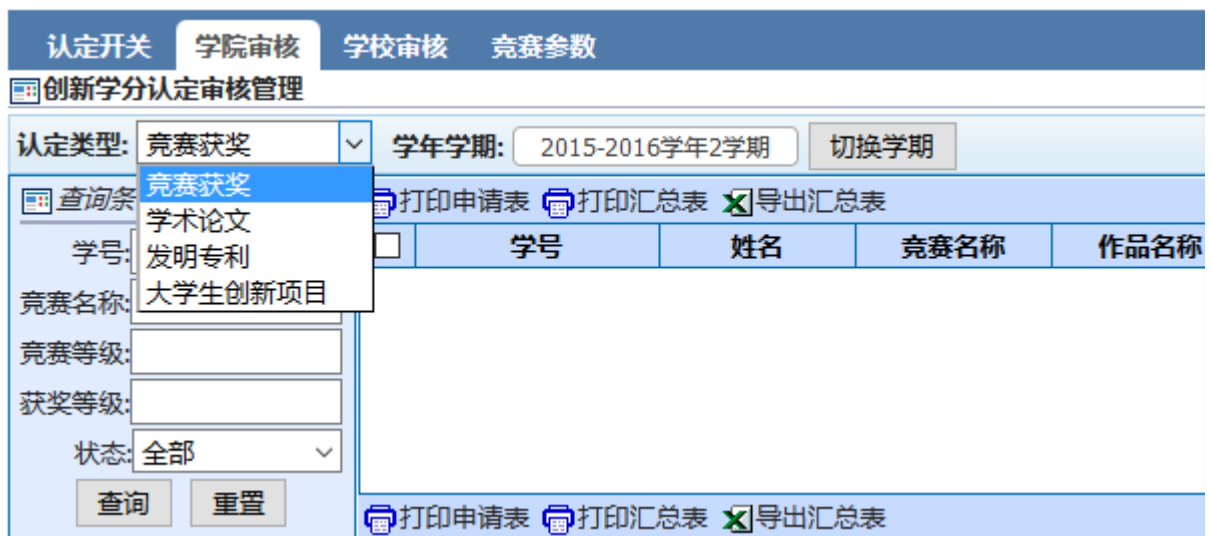 认定开关 学院审核 学校审核 竞赛参数
创新学分认定审核管理
认定类型: 竞赛获奖 学年学期: 2015-2016学年2学期 切换学期
竞赛获奖
学术论文
发明专利
大学生创新项目
查询条
学号:
竞赛名称:
竞赛等级:
获奖等级:
状态: 全部
查询 重置
打印申请表 打印汇总表 导出汇总表
学号 姓名 竞赛名称 作品名称
打印申请表 打印汇总表 导出汇总表